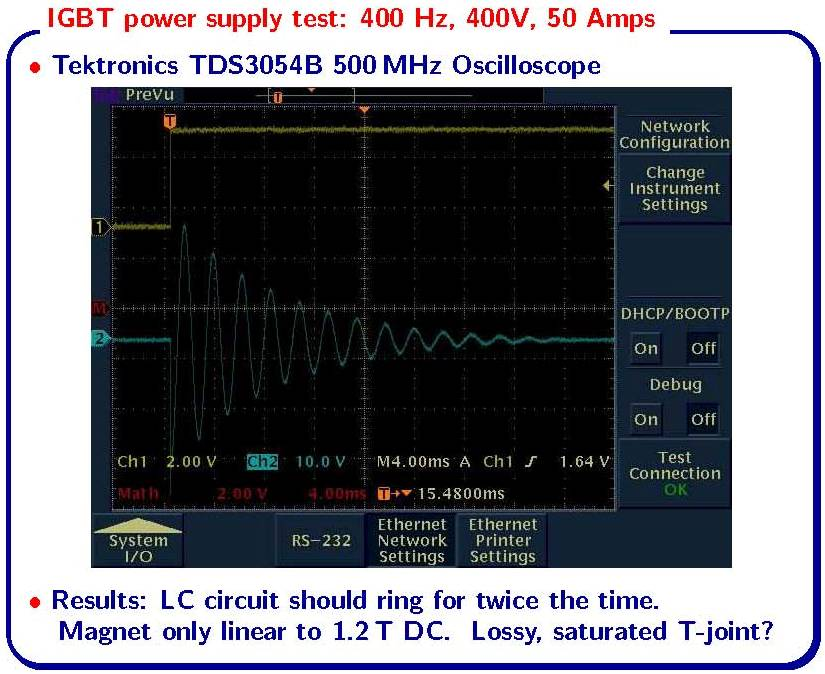 IGBT power supply test: 400 Hz, 400V, 50 Amps
• Tektronics TDS3054B 500 MHz Oscilloscope
PreVu
T
T
Network
Configuration
Change
Instrument
Settings
1
M
2
DHCP/BOOTP
On Off
Debug
On Off
Ch1 2.00 V Ch2 10.0 V M4.00ms A Ch1 1.64 V
Math 2.00 V 4.00ms T 15.4800ms
Test
Connection
OK
System
I/O
RS-232
Ethernet
Network
Settings
Ethernet
Printer
Settings
• Results: LC circuit should ring for twice the time.
Magnet only linear to 1.2 T DC. Lossy, saturated T-joint?